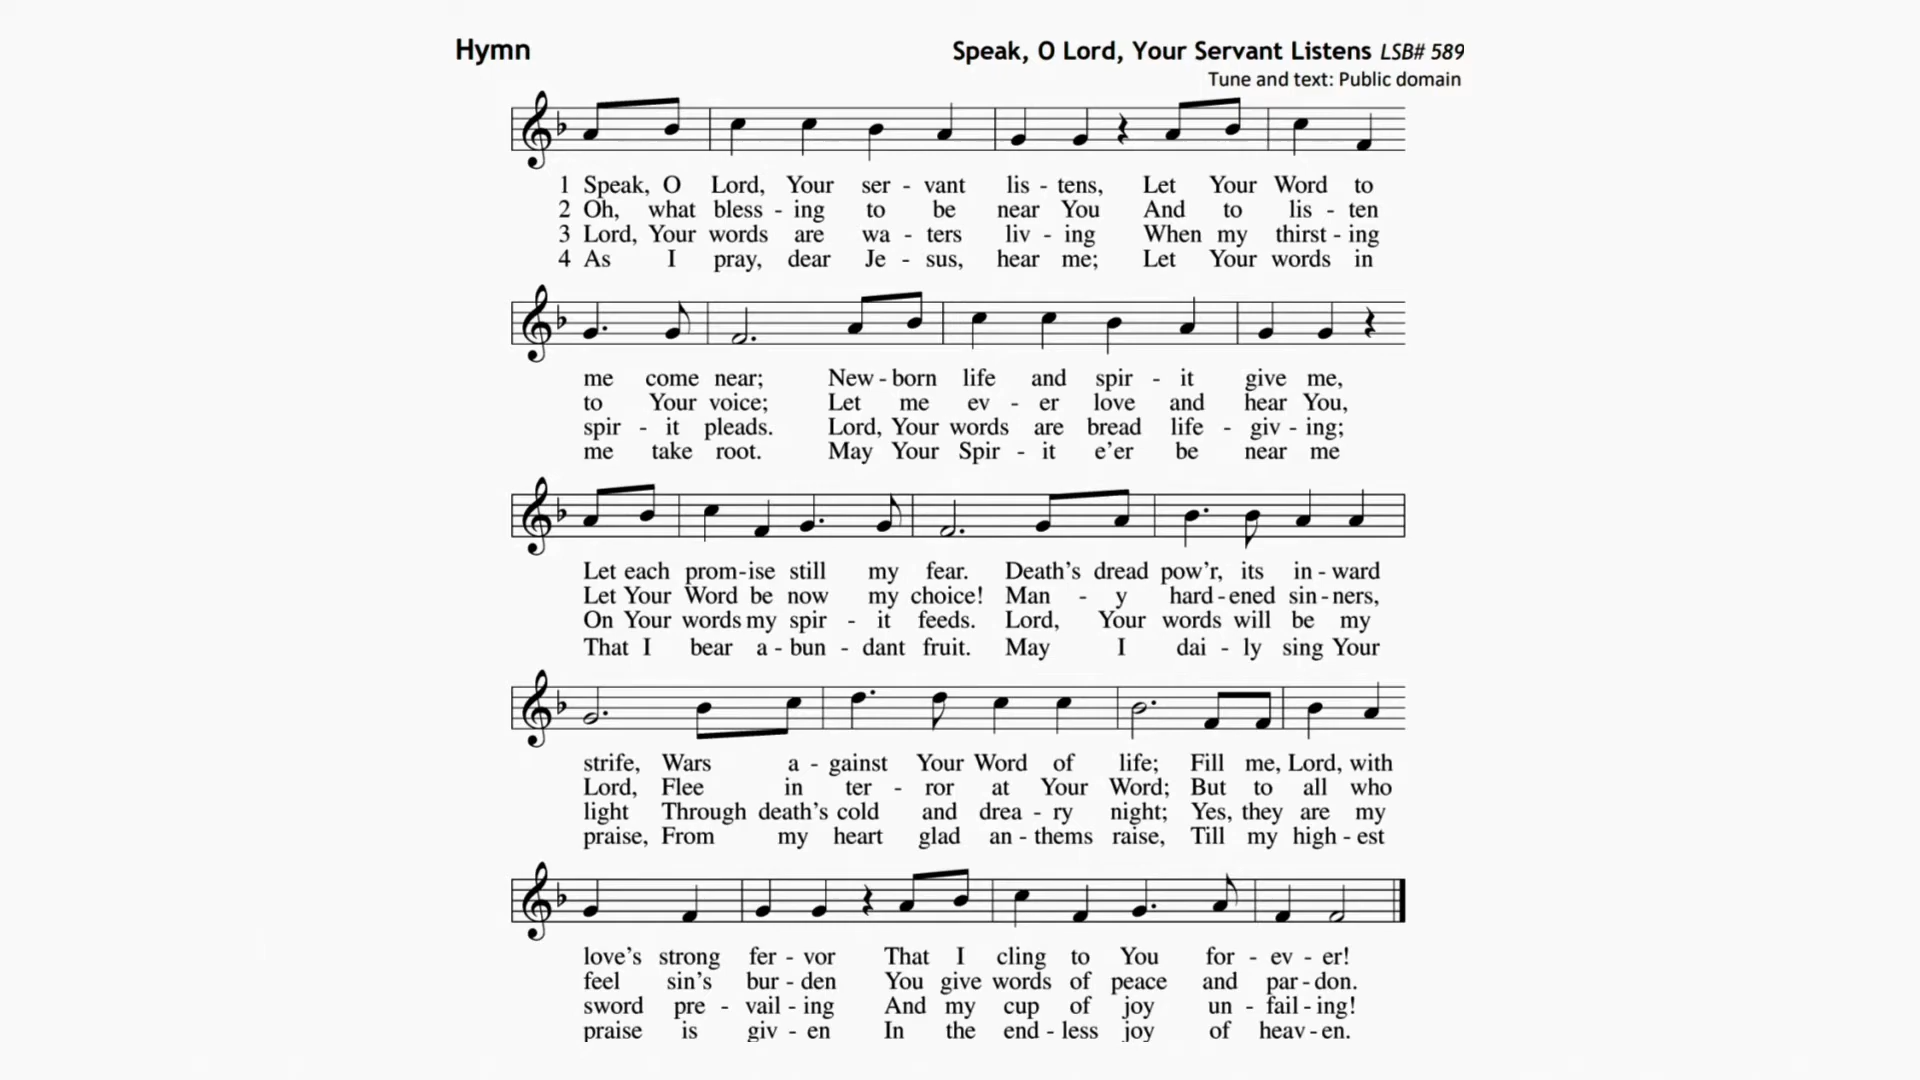 Hymn
Speak, O Lord, Your Servant Listens LSB# 589
Tune and text: Public domain
1 Speak, O Lord, Your ser - vant lis - tens, Let Your Word to
2 Oh, what bless - ing to be near You And to lis - ten
3 Lord, Your words are wa - ters liv - ing When my thirst - ing
4 As I pray, dear Je - sus, hear me; Let Your words in
me come near; New - born life and spir - it give me,
to Your voice; Let me ev - er love and hear You,
spir - it pleads. Lord, Your words are bread life - giv - ing;
me take root. May Your Spir - it e'er be near me
Let each prom - ise still my fear. Death's dread pow'r, its in - ward
Let Your Word be now my choice! Man - y hard - ened sin - ners,
On Your words my spir - it feeds. Lord, Your words will be my
That I bear a - bun - dant fruit. May I dai - ly sing Your
strife, Wars a - gainst Your Word of life; Fill me, Lord, with
Lord, Flee in ter - ror at Your Word; But to all who
light Through death's cold and drea - ry night; Yes, they are my
praise, From my heart glad an - thems raise, Till my high - est
love's strong fer - vor That I cling to You for - ev - er!
feel sin's bur - den You give words of peace and par - don.
sword pre - vail - ing And my cup of joy un - fail - ing!
praise is giv - en In the end - less joy of heav - en.